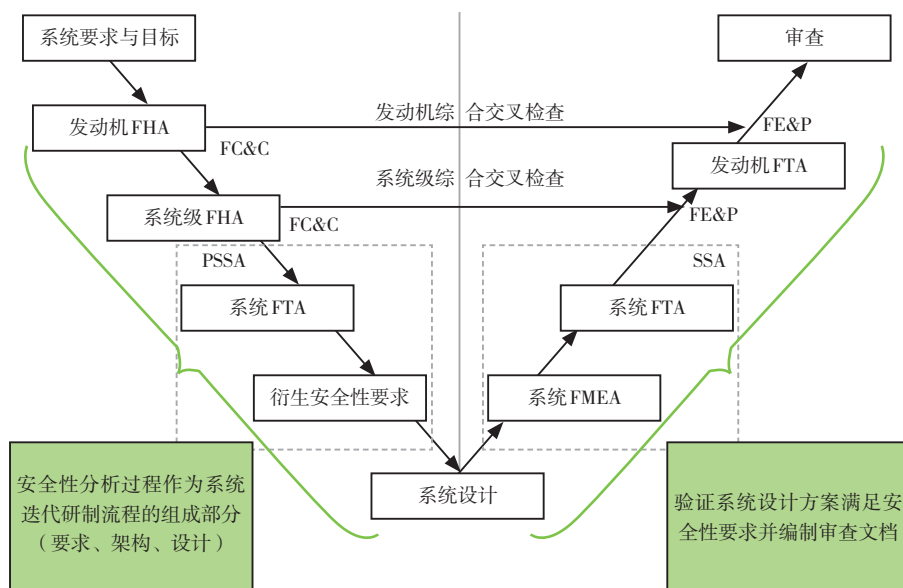 系统要求与目标
审查
发动机FHA
发动机综 合交叉检查
FE&P
FC&C
发动机FTA
系统级综 合交叉检查
系统级FHA
FC&C
FE&P
PSSA
SSA
系统FTA
系统FTA
衍生安全性要求
系统FMEA
系统设计
安全性分析过程作为系统
迭代研制流程的组成部分
（要求、架构、设计）
验证系统设计方案满足安
全性要求并编制审查文档